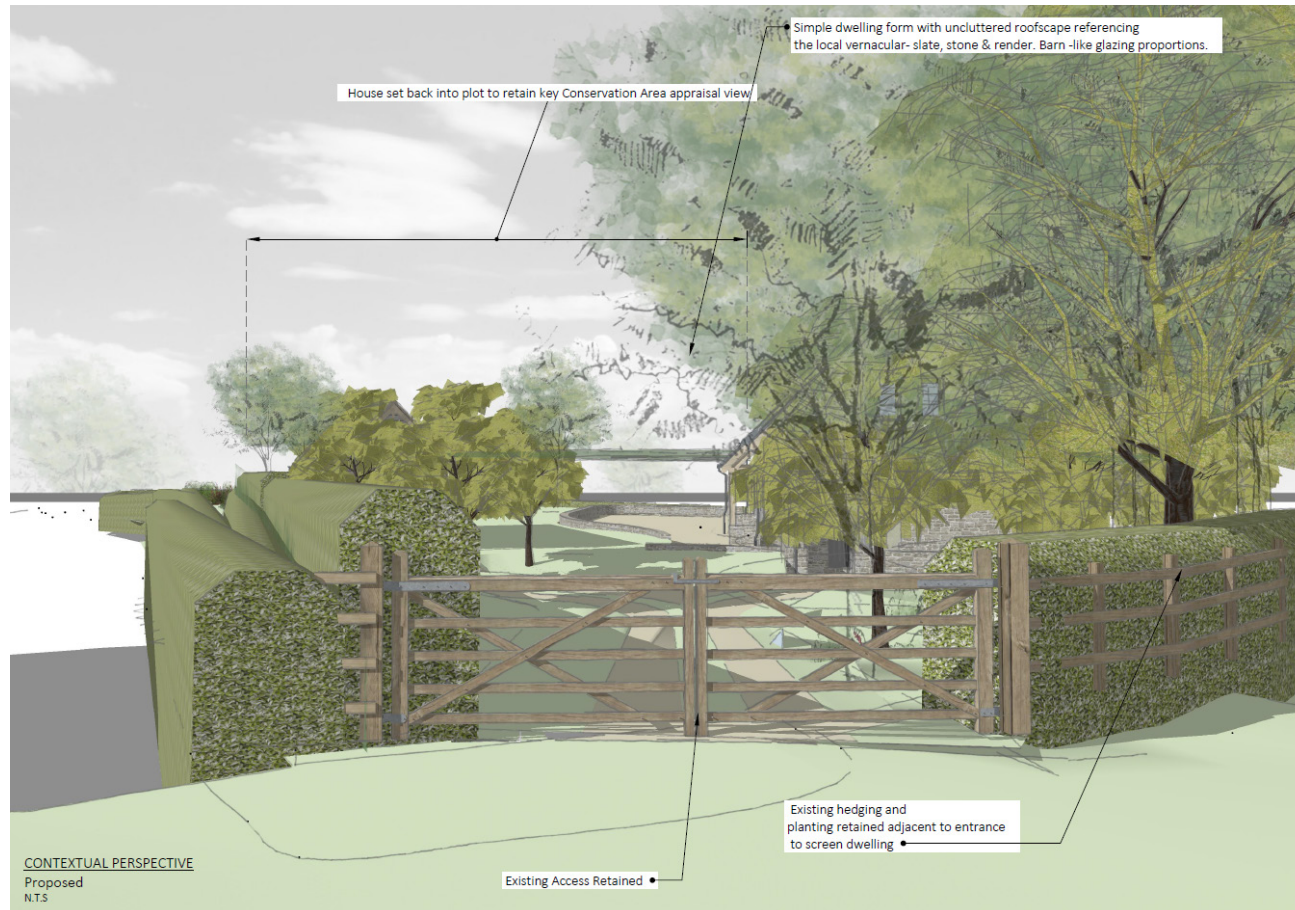 Simple dwelling form with uncluttered roofscape referencing
the local vernacular- slate, stone & render. Barn -like glazing proportions.
House set back into plot to retain key Conservation Area appraisal view
Existing hedging and
planting retained adjacent to entrance
to screen dwelling
Existing Access Retained
CONTEXTUAL PERSPECTIVE
Proposed
N.T.S